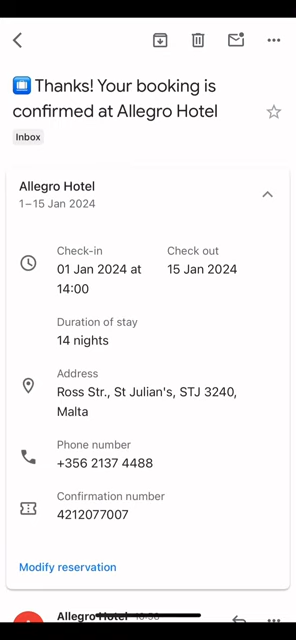 Thanks! Your booking is
confirmed at Allegro Hotel
Inbox
Allegro Hotel
1–15 Jan 2024
Check-in
01 Jan 2024 at
14:00
Check out
15 Jan 2024
Duration of stay
14 nights
Address
Ross Str., St Julian's, STJ 3240,
Malta
Phone number
+356 2137 4488
Confirmation number
4212077007
Modify reservation
Allegro Hotel